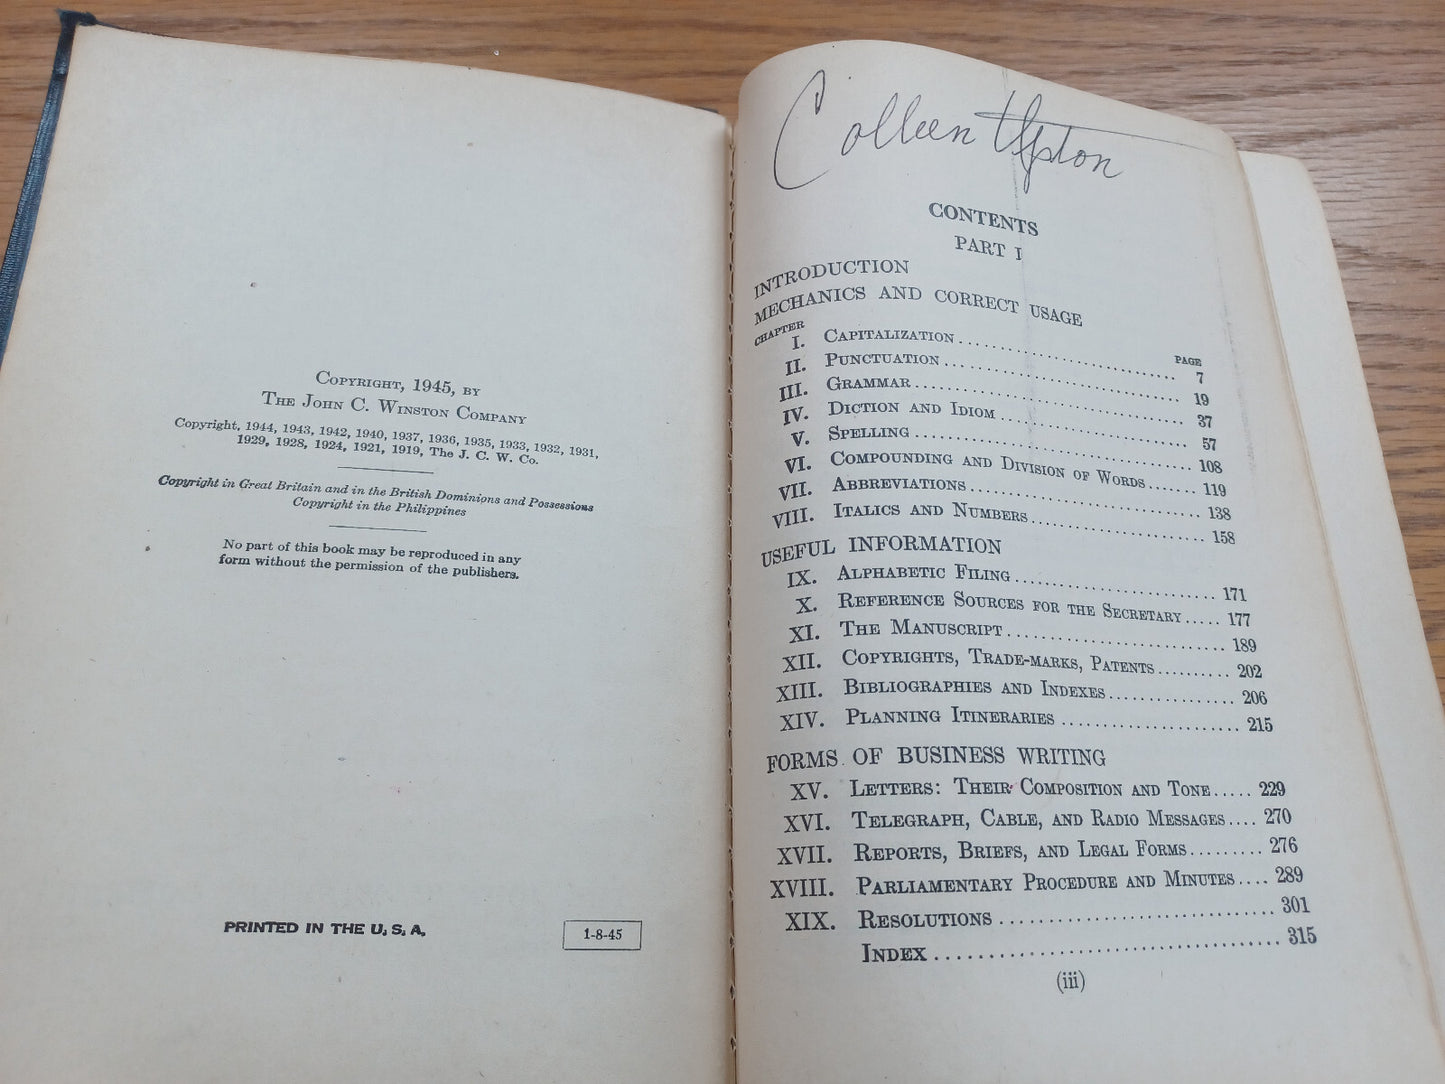 Copyright, 1945, by
The John C. Winston Company
Copyright, 1944, 1943, 1942, 1940, 1937, 1936, 1935, 1933, 1932, 1931,
1929, 1928, 1924, 1921, 1919, The J. C. W. Co.
Copyright in Great Britain and in the British Dominions and Possessions
Copyright in the Philippines
No part of this book may be reproduced in any
form without the permission of the publishers.
PRINTED IN THE U. S. A.
1-8-45
Colleen Upton
CONTENTS
PART I
INTRODUCTION
MECHANICS AND CORRECT USAGE
CHAPTER PAGE
I. Capitalization 7
II. Punctuation 19
III. Grammar 37
IV. Diction and Idiom 57
V. Spelling 108
VI. Compounding and Division of Words 119
VII. Abbreviations 138
VIII. Italics and Numbers 158
USEFUL INFORMATION
IX. Alphabetic Filing 171
X. Reference Sources for the Secretary 177
XI. The Manuscript 189
XII. Copyrights, Trade-marks, Patents 202
XIII. Bibliographies and Indexes 206
XIV. Planning Itineraries 215
FORMS OF BUSINESS WRITING
XV. Letters: Their Composition and Tone 229
XVI. Telegraph, Cable, and Radio Messages 270
XVII. Reports, Briefs, and Legal Forms 276
XVIII. Parliamentary Procedure and Minutes 289
XIX. Resolutions 301
Index 315
(iii)